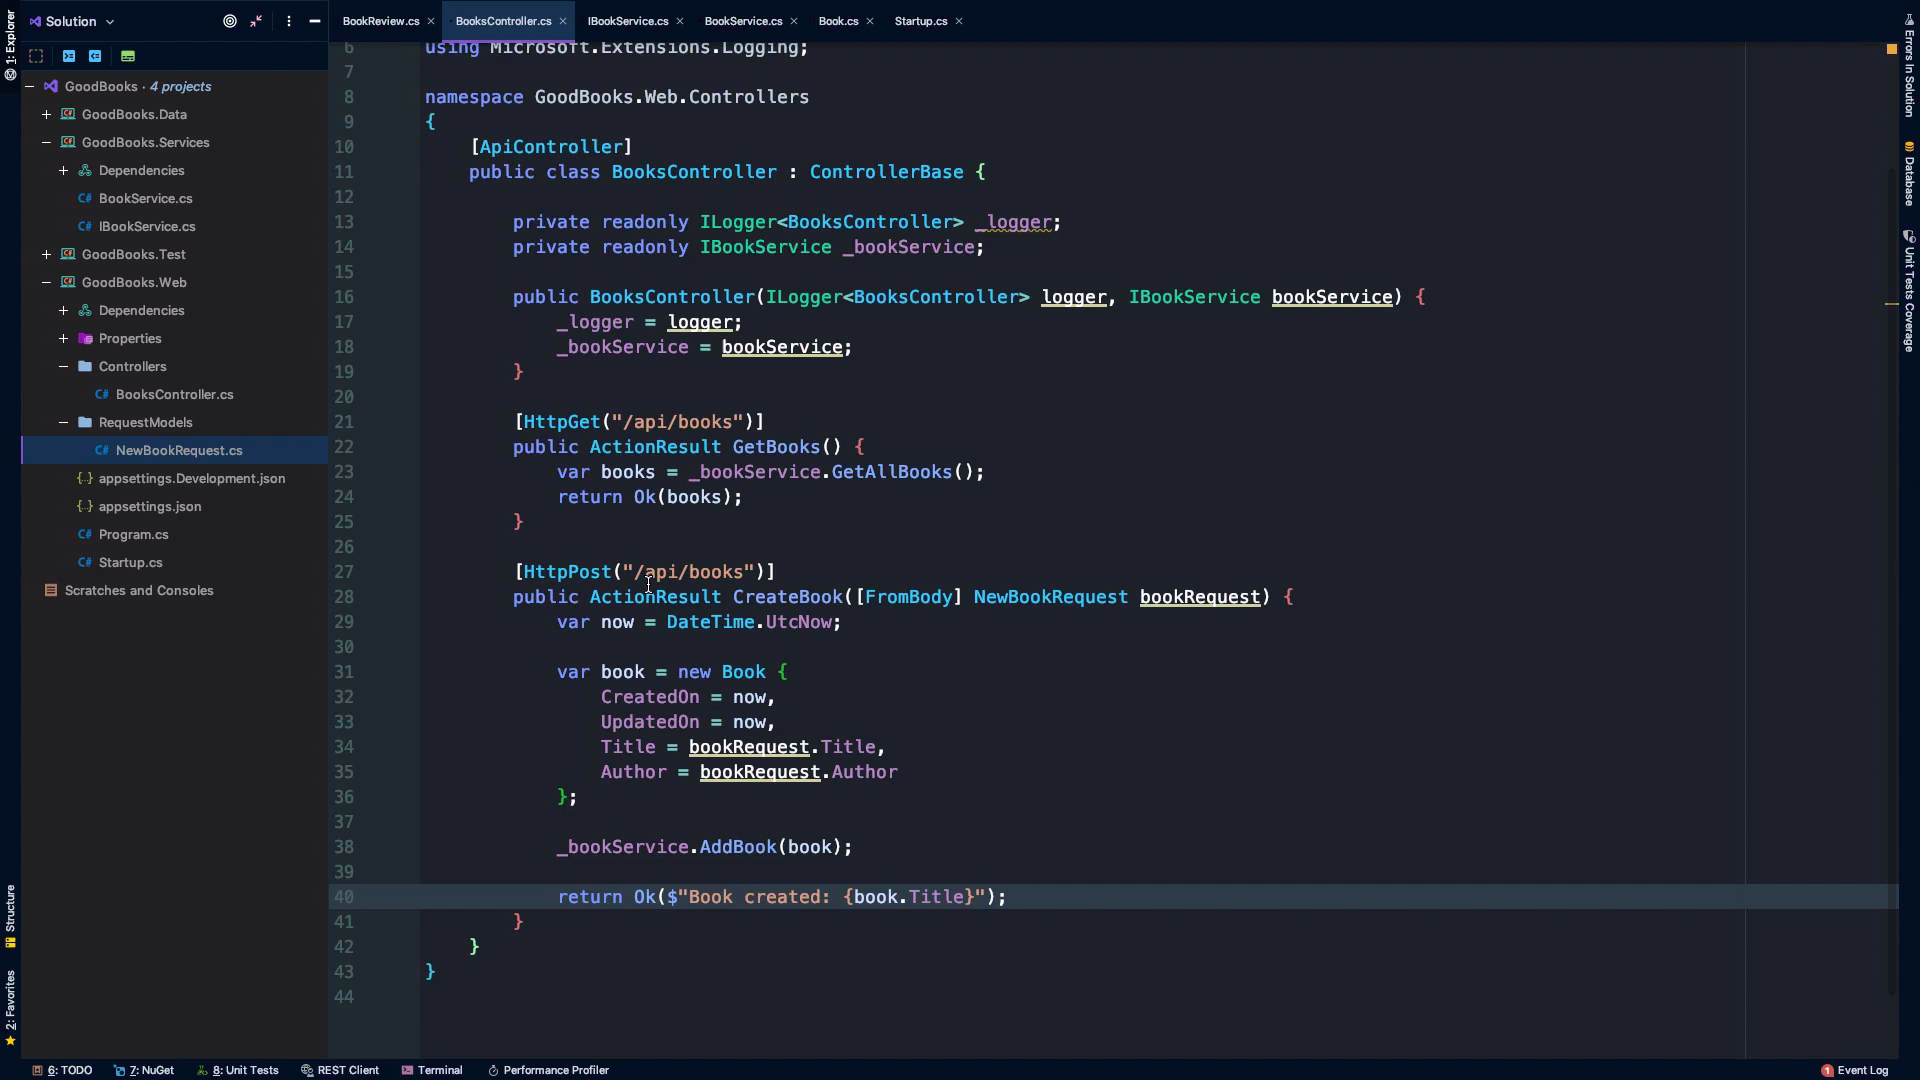 1: Explorer
Solution
GoodBooks · 4 projects
GoodBooks.Data
GoodBooks.Services
Dependencies
BookService.cs
IBookService.cs
GoodBooks.Test
GoodBooks.Web
Dependencies
Properties
Controllers
BooksController.cs
RequestModels
NewBookRequest.cs
appsettings.Development.json
appsettings.json
Program.cs
Startup.cs
Scratches and Consoles
Structure
2: Favorites
BookReview.cs
BooksController.cs
IBookService.cs
BookService.cs
Book.cs
Startup.cs
6 using Microsoft.Extensions.Logging;
7
8 namespace GoodBooks.Web.Controllers
9 {
10 [ApiController]
11 public class BooksController : ControllerBase {
12
13 private readonly ILogger<BooksController> _logger;
14 private readonly IBookService _bookService;
15
16 public BooksController(ILogger<BooksController> logger, IBookService bookService) {
17 _logger = logger;
18 _bookService = bookService;
19 }
20
21 [HttpGet("/api/books")]
22 public ActionResult GetBooks() {
23 var books = _bookService.GetAllBooks();
24 return Ok(books);
25 }
26
27 [HttpPost("/api/books")]
28 public ActionResult CreateBook([FromBody] NewBookRequest bookRequest) {
29 var now = DateTime.UtcNow;
30
31 var book = new Book {
32 CreatedOn = now,
33 UpdatedOn = now,
34 Title = bookRequest.Title,
35 Author = bookRequest.Author
36 };
37
38 _bookService.AddBook(book);
39
40 return Ok($"Book created: {book.Title}");
41 }
42 }
43 }
44
Errors In Solution
Database
Unit Tests Coverage
6: TODO
7: NuGet
8: Unit Tests
REST Client
Terminal
Performance Profiler
1 Event Log